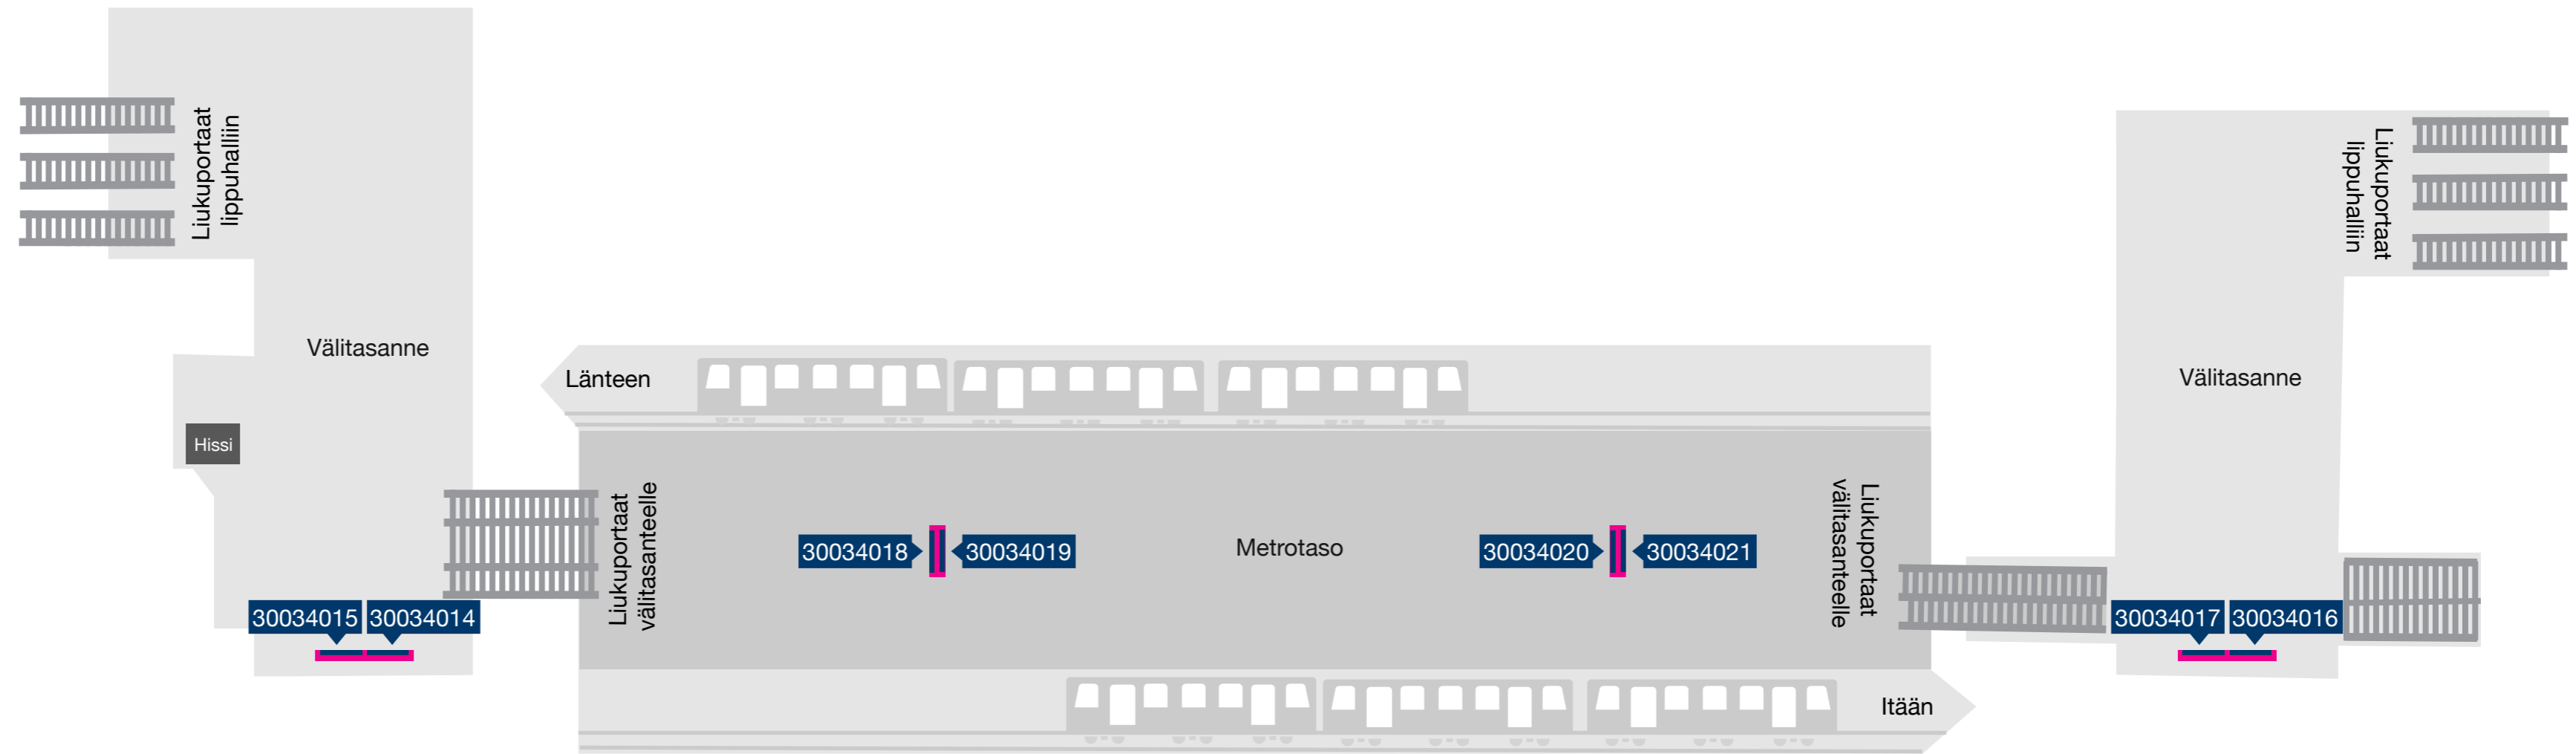 Liukuportaat
lippuhalliin
Liukuportaat
lippuhalliin
Välitasanne
Länteen
Välitasanne
Hissi
Liukuportaat
välitasanteelle
30034018
30034019
Metrotaso
30034020
30034021
Liukuportaat
välitasanteelle
30034015
30034014
30034017
30034016
Itään